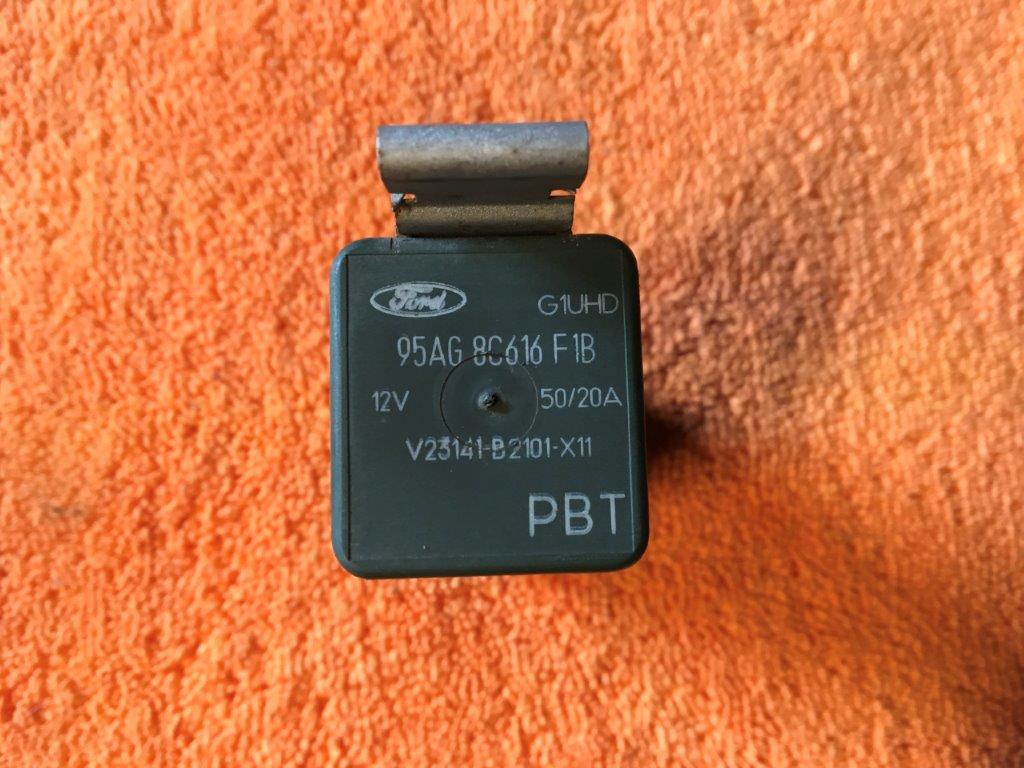 Ford G1UHD
95AG 8C616 F1B
12V 50/20A
V23141-B2101-X11
PBT